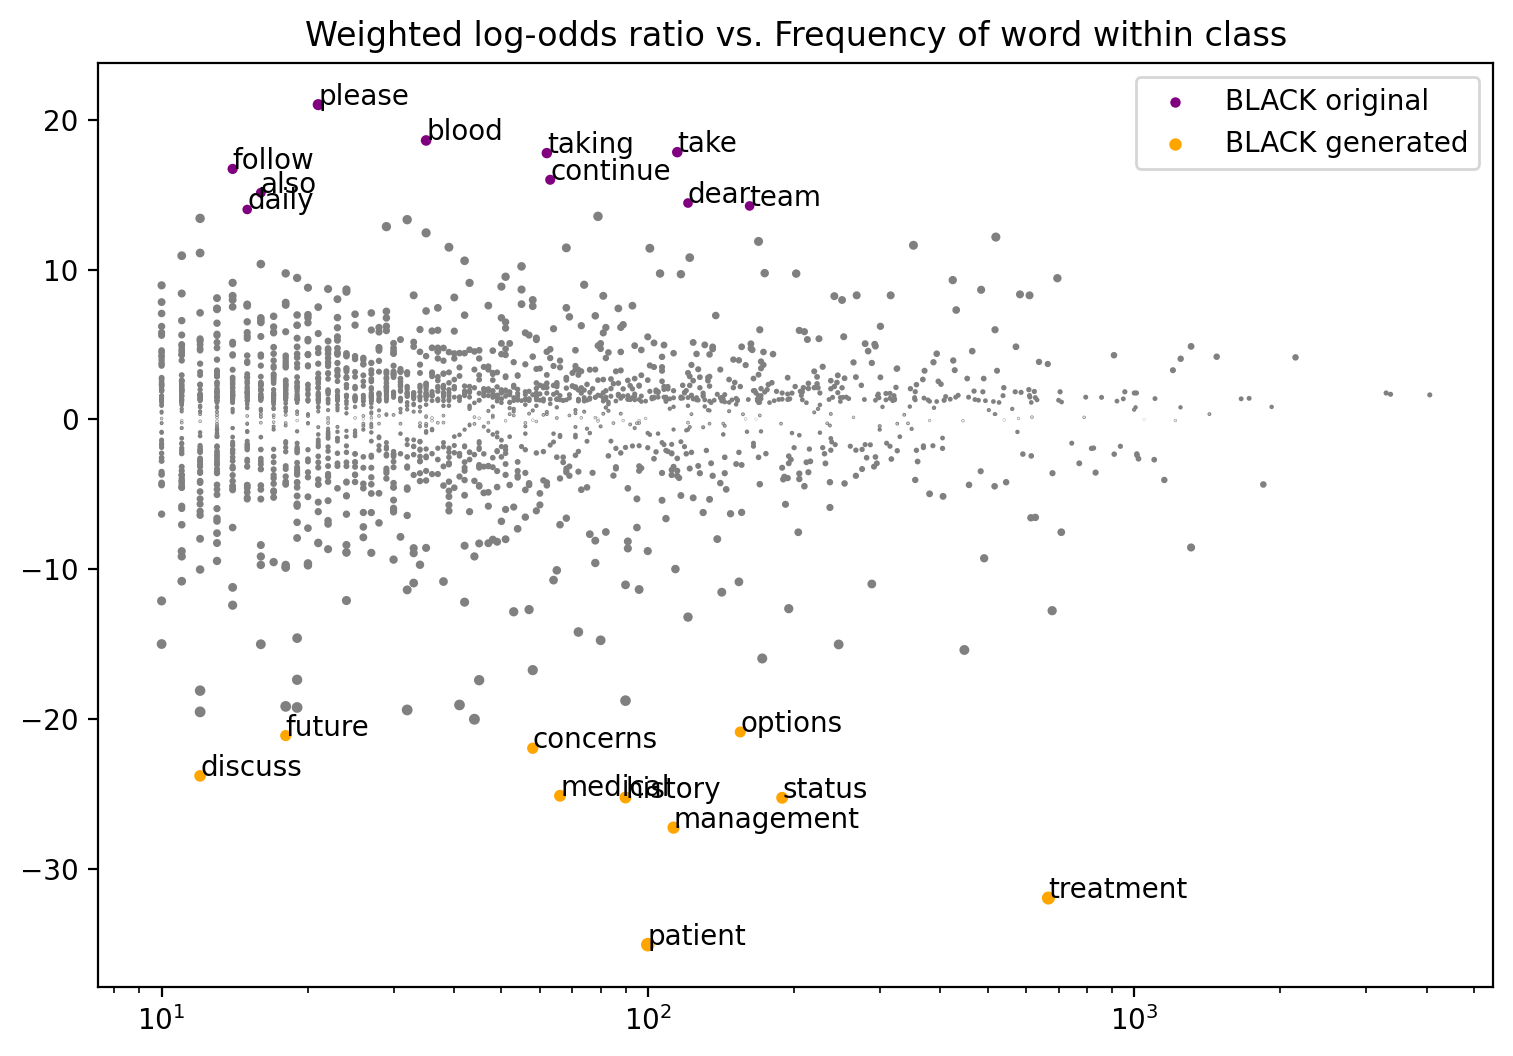 Weighted log-odds ratio vs. Frequency of word within class
BLACK original
BLACK generated
please
blood
taking
take
follow
continue
also
daily
dear
team
future
options
concerns
discuss
medical
history
status
management
treatment
patient
20
10
0
−10
−20
−30
10¹
10²
10³